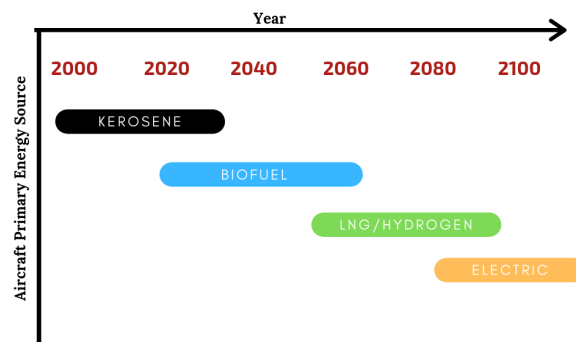 Year
2000 2020 2040 2060 2080 2100
Aircraft Primary Energy Source
KEROSENE
BIOFUEL
LNG/HYDROGEN
ELECTRIC